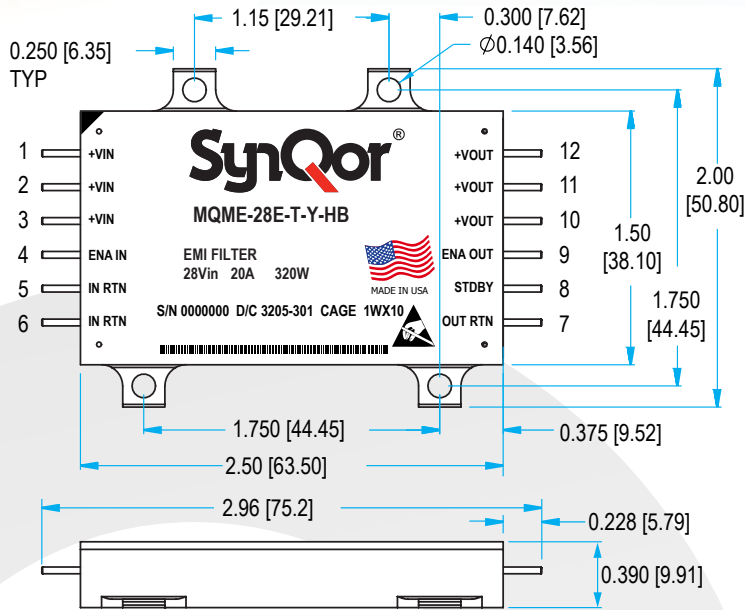 1.15 [29.21]
0.300 [7.62]
0.250 [6.35]
TYP
Ø0.140 [3.56]
SynQor®
1 +VIN
+VOUT 12
2 +VIN
+VOUT 11
3 +VIN
+VOUT 10
4 ENA IN
ENA OUT 9
5 IN RTN
STDBY 8
6 IN RTN
OUT RTN 7
MQME-28E-T-Y-HB
EMI FILTER
28Vin 20A 320W
MADE IN USA
S/N 0000000 D/C 3205-301 CAGE 1WX10
2.00
[50.80]
1.50
[38.10]
1.750
[44.45]
1.750 [44.45]
0.375 [9.52]
2.50 [63.50]
2.96 [75.2]
0.228 [5.79]
0.390 [9.91]